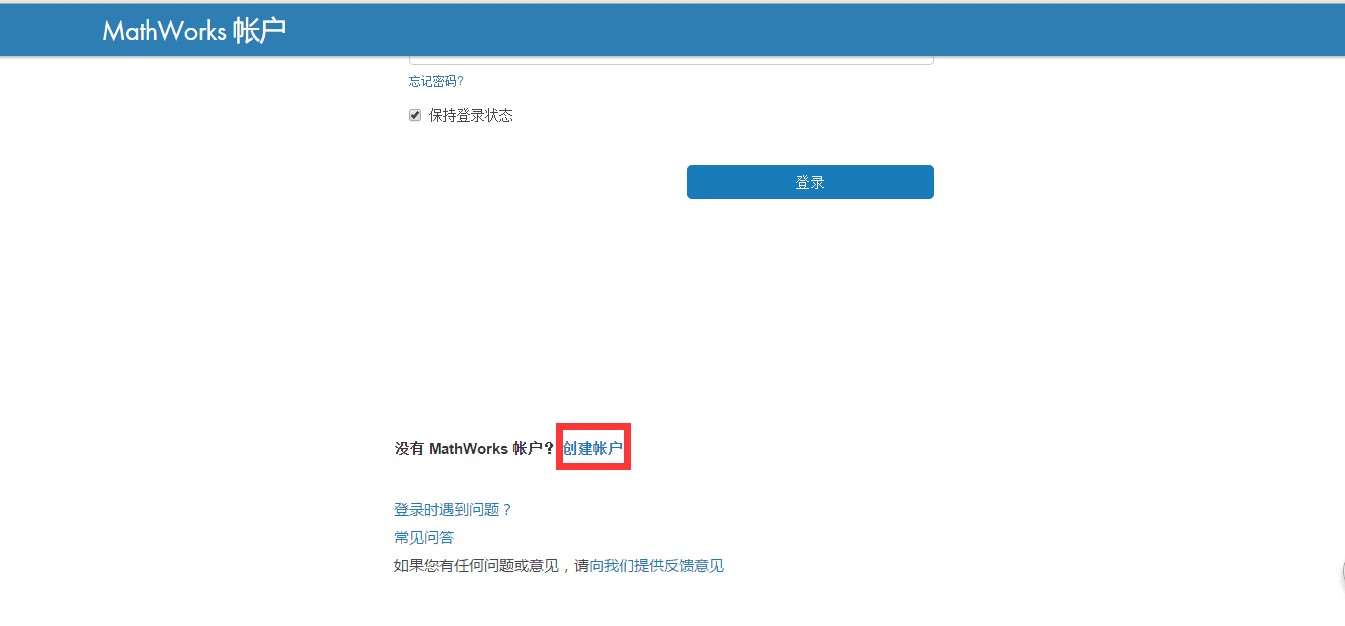 MathWorks 帐户
忘记密码?
保持登录状态
登录
没有 MathWorks 帐户? 创建帐户
登录时遇到问题？
常见问答
如果您有任何问题或意见，请向我们提供反馈意见